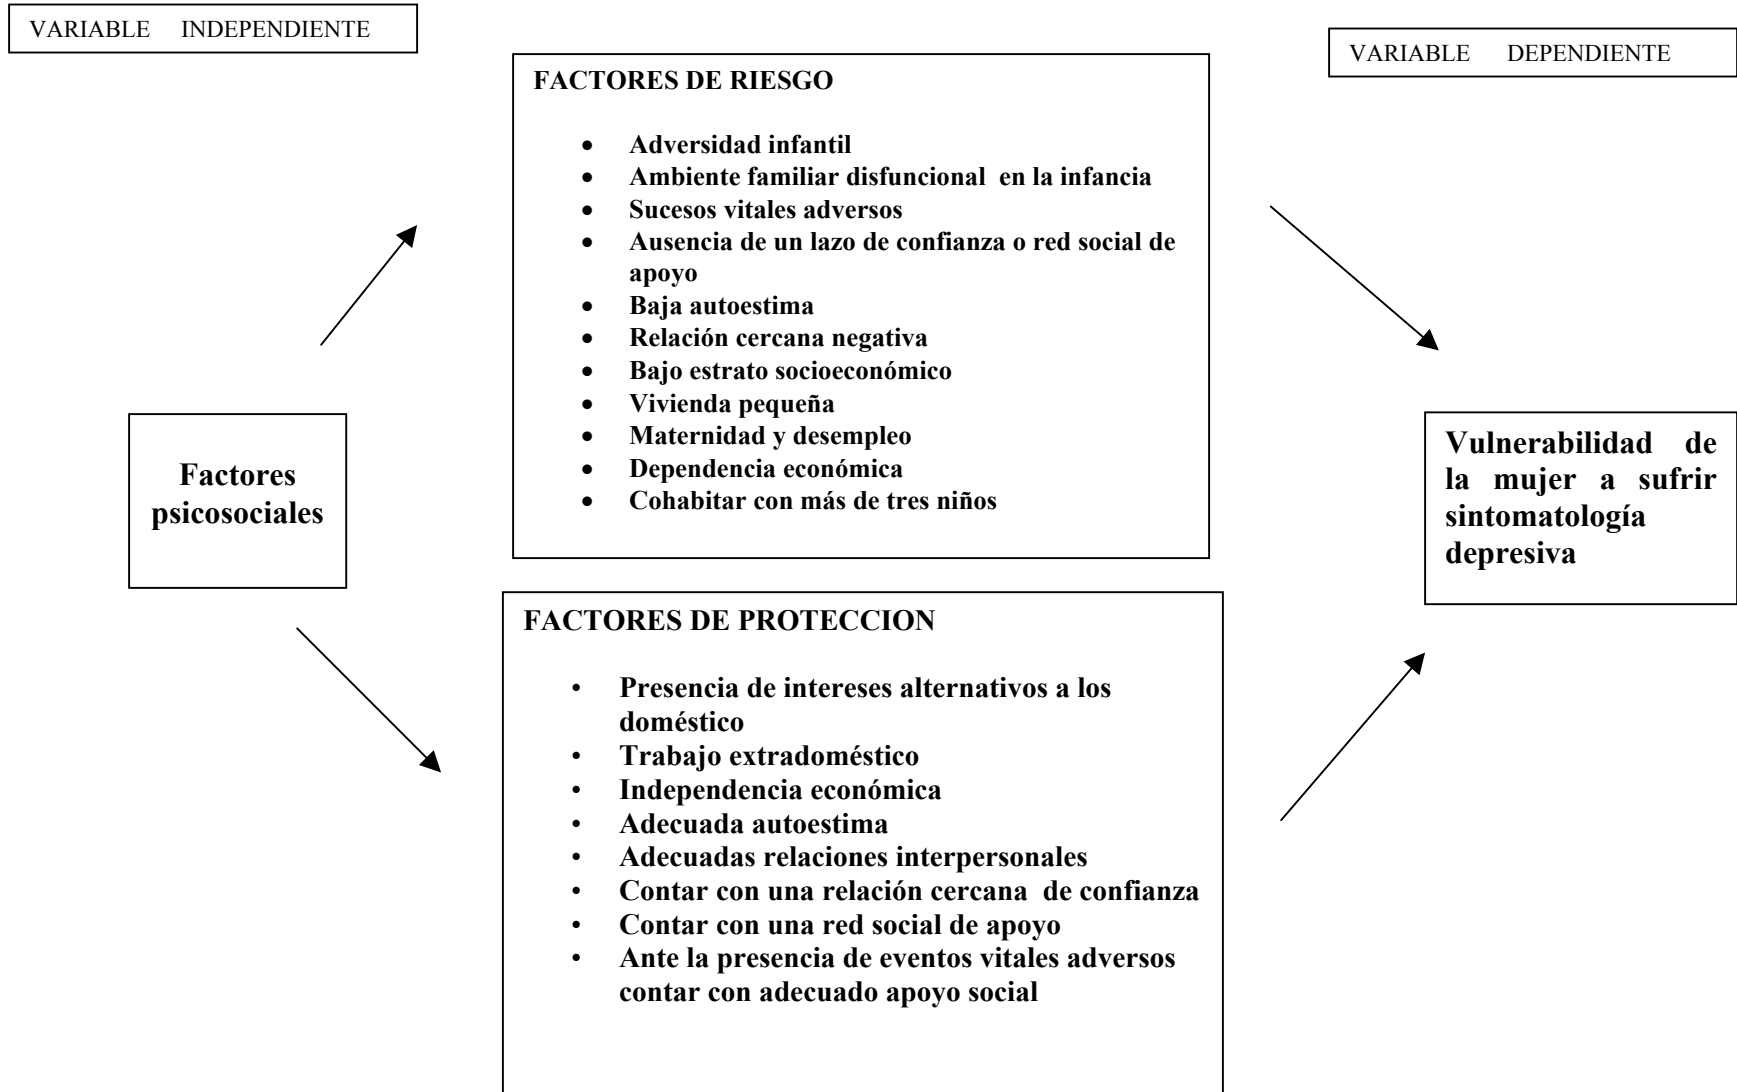 VARIABLE INDEPENDIENTE
VARIABLE DEPENDIENTE
FACTORES DE RIESGO
• Adversidad infantil
• Ambiente familiar disfuncional en la infancia
• Sucesos vitales adversos
• Ausencia de un lazo de confianza o red social de
apoyo
• Baja autoestima
• Relación cercana negativa
• Bajo estrato socioeconómico
• Vivienda pequeña
• Maternidad y desempleo
• Dependencia económica
• Cohabitar con más de tres niños
Factores
psicosociales
Vulnerabilidad de
la mujer a sufrir
sintomatología
depresiva
FACTORES DE PROTECCION
• Presencia de intereses alternativos a los
doméstico
• Trabajo extradoméstico
• Independencia económica
• Adecuada autoestima
• Adecuadas relaciones interpersonales
• Contar con una relación cercana de confianza
• Contar con una red social de apoyo
• Ante la presencia de eventos vitales adversos
contar con adecuado apoyo social